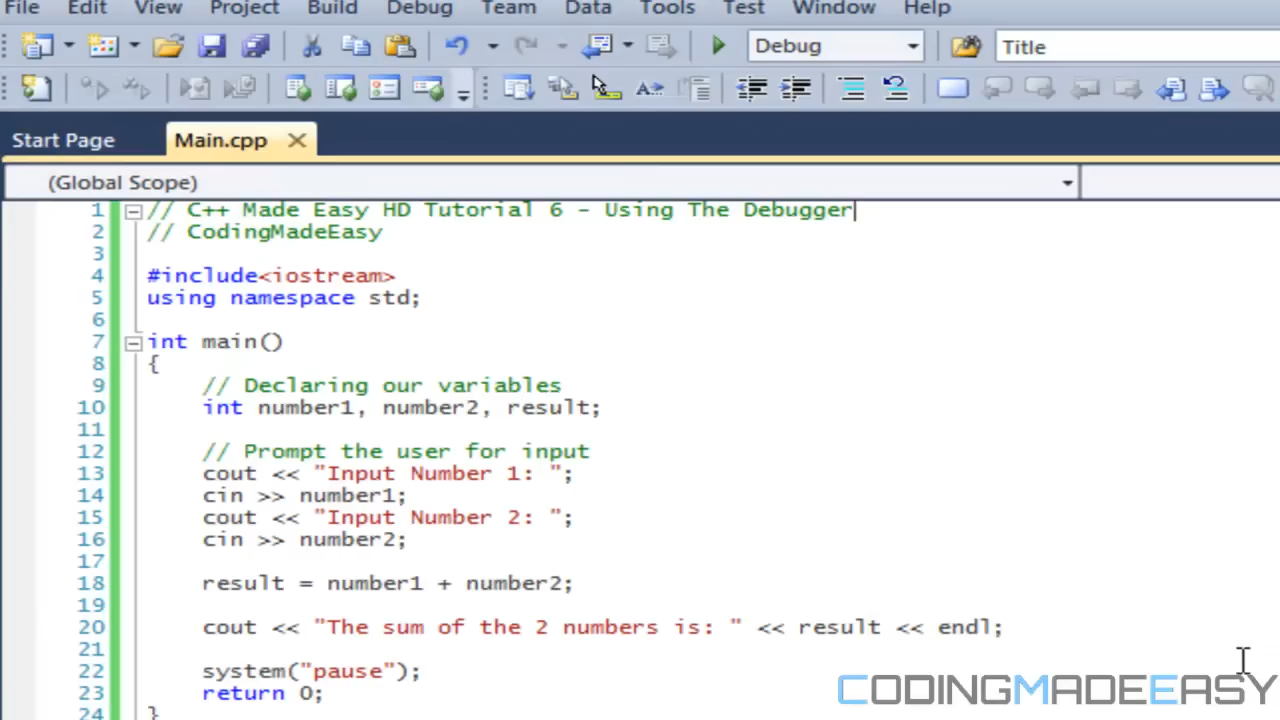 File Edit View Project Build Debug Team Data Tools Test Window Help
Debug Title
Start Page Main.cpp
(Global Scope)
1 // C++ Made Easy HD Tutorial 6 - Using The Debugger
2 // CodingMadeEasy
3
4 #include<iostream>
5 using namespace std;
6
7 int main()
8 {
9 // Declaring our variables
10 int number1, number2, result;
11
12 // Prompt the user for input
13 cout << "Input Number 1: ";
14 cin >> number1;
15 cout << "Input Number 2: ";
16 cin >> number2;
17
18 result = number1 + number2;
19
20 cout << "The sum of the 2 numbers is: " << result << endl;
21
22 system("pause");
23 return 0;
24 }
CODINGMADEEASY